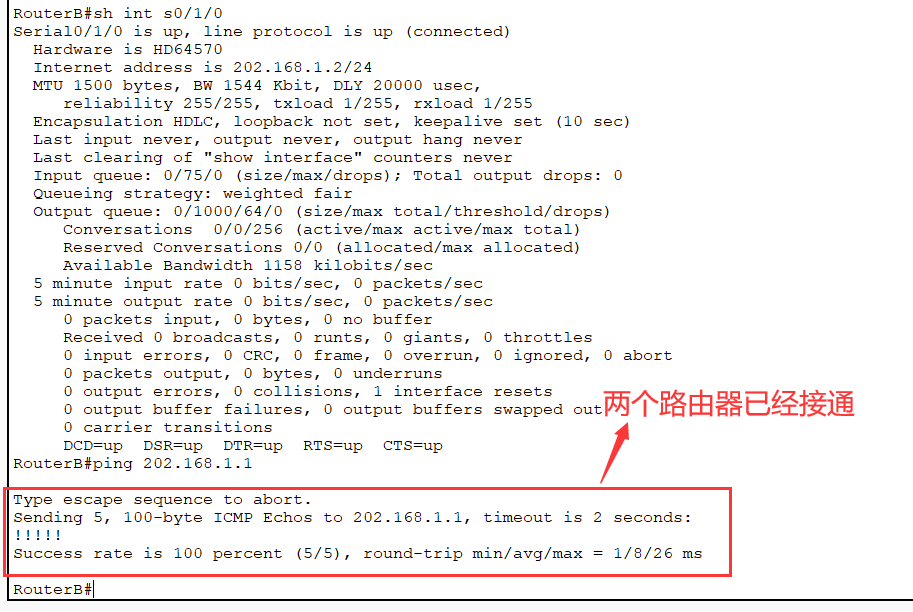 RouterB#sh int s0/1/0
Serial0/1/0 is up, line protocol is up (connected)
Hardware is HD64570
Internet address is 202.168.1.2/24
MTU 1500 bytes, BW 1544 Kbit, DLY 20000 usec,
reliability 255/255, txload 1/255, rxload 1/255
Encapsulation HDLC, loopback not set, keepalive set (10 sec)
Last input never, output never, output hang never
Last clearing of "show interface" counters never
Input queue: 0/75/0 (size/max/drops); Total output drops: 0
Queueing strategy: weighted fair
Output queue: 0/1000/64/0 (size/max total/threshold/drops)
Conversations  0/0/256 (active/max active/max total)
Reserved Conversations 0/0 (allocated/max allocated)
Available Bandwidth 1158 kilobits/sec
5 minute input rate 0 bits/sec, 0 packets/sec
5 minute output rate 0 bits/sec, 0 packets/sec
0 packets input, 0 bytes, 0 no buffer
Received 0 broadcasts, 0 runts, 0 giants, 0 throttles
0 input errors, 0 CRC, 0 frame, 0 overrun, 0 ignored, 0 abort
0 packets output, 0 bytes, 0 underruns
0 output errors, 0 collisions, 1 interface resets
0 output buffer failures, 0 output buffers swapped out
两个路由器已经接通
0 carrier transitions
DCD=up  DSR=up  DTR=up  RTS=up  CTS=up
RouterB#ping 202.168.1.1
Type escape sequence to abort.
Sending 5, 100-byte ICMP Echos to 202.168.1.1, timeout is 2 seconds:
!!!!!
Success rate is 100 percent (5/5), round-trip min/avg/max = 1/8/26 ms
RouterB#